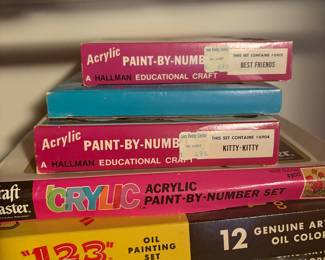 Acrylic PAINT-BY-NUMB
THIS SET CONTAINS
BEST FRIENDS
A HALLMAN EDUCATIONAL CRAFT
Acrylic PAINT-BY-NUMB
THIS SET CONTAINS
KITTY-KITTY
A HALLMAN EDUCATIONAL CRAFT
raft
aster
CRYLIC
ACRYLIC
PAINT-BY-NUMBER SET
"123"
OIL
PAINTING
SET
12 GENUINE AR
OIL COLOR